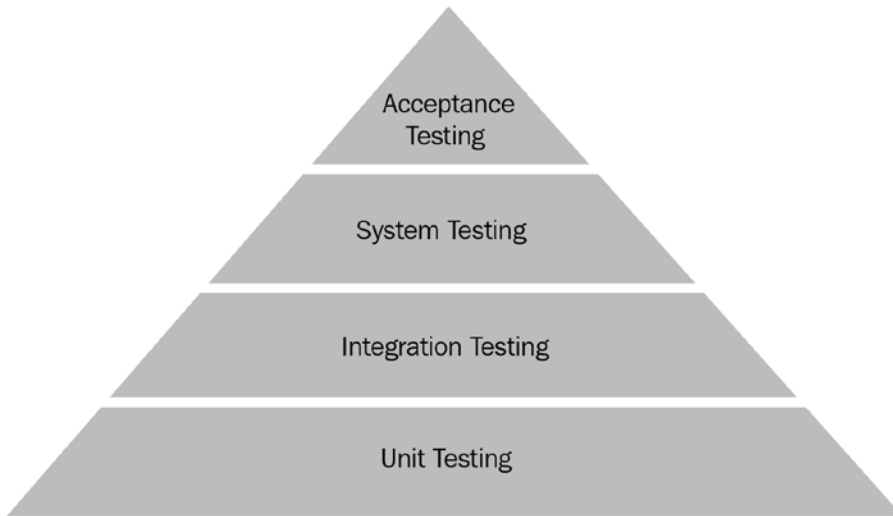 Acceptance
Testing
System Testing
Integration Testing
Unit Testing